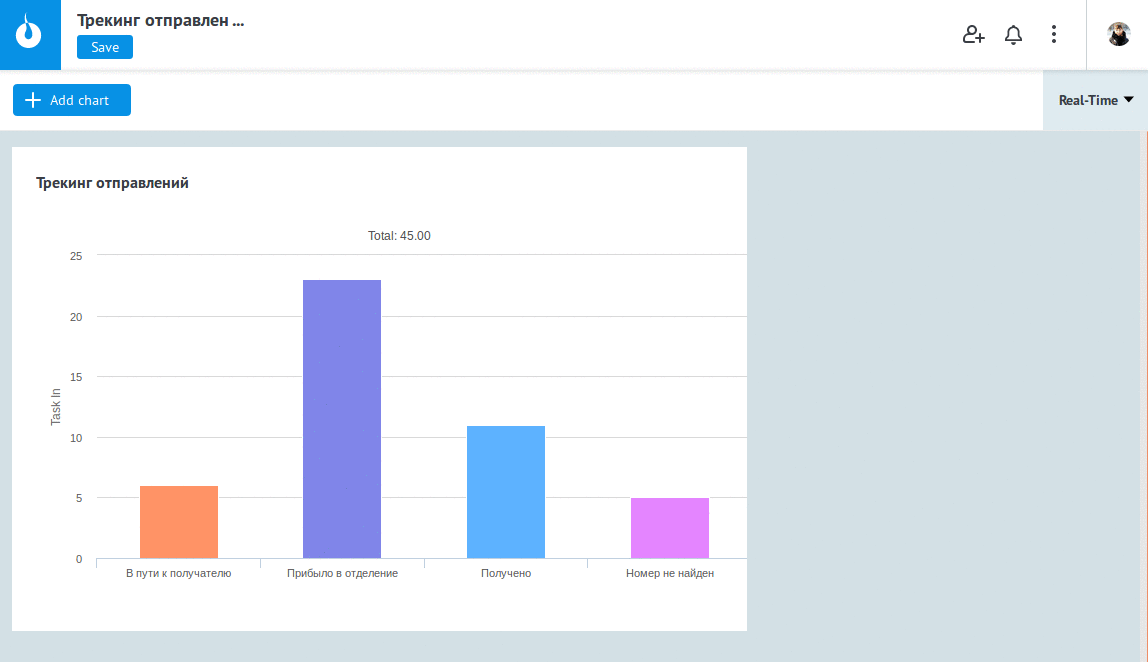 Трекинг отправлен ...
Save
Add chart
Real-Time
Трекинг отправлений
Total: 45.00
25
20
15
10
5
0
Task In
В пути к получателю
Прибыло в отделение
Получено
Номер не найден